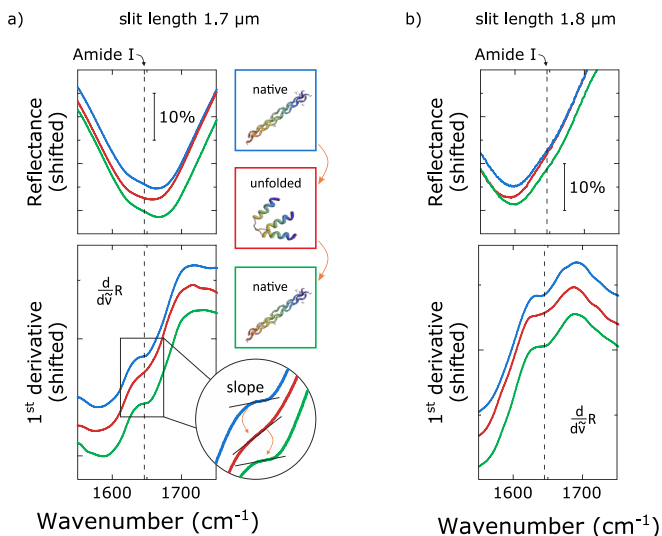 a)
slit length 1.7 µm
Amide I
Reflectance
(shifted)
10%
native
unfolded
native
1st derivative
(shifted)
d
dṽ
R
slope
1600
1700
Wavenumber (cm-1)
b)
slit length 1.8 µm
Amide I
Reflectance
(shifted)
10%
1st derivative
(shifted)
d
dṽ
R
1600
1700
Wavenumber (cm-1)